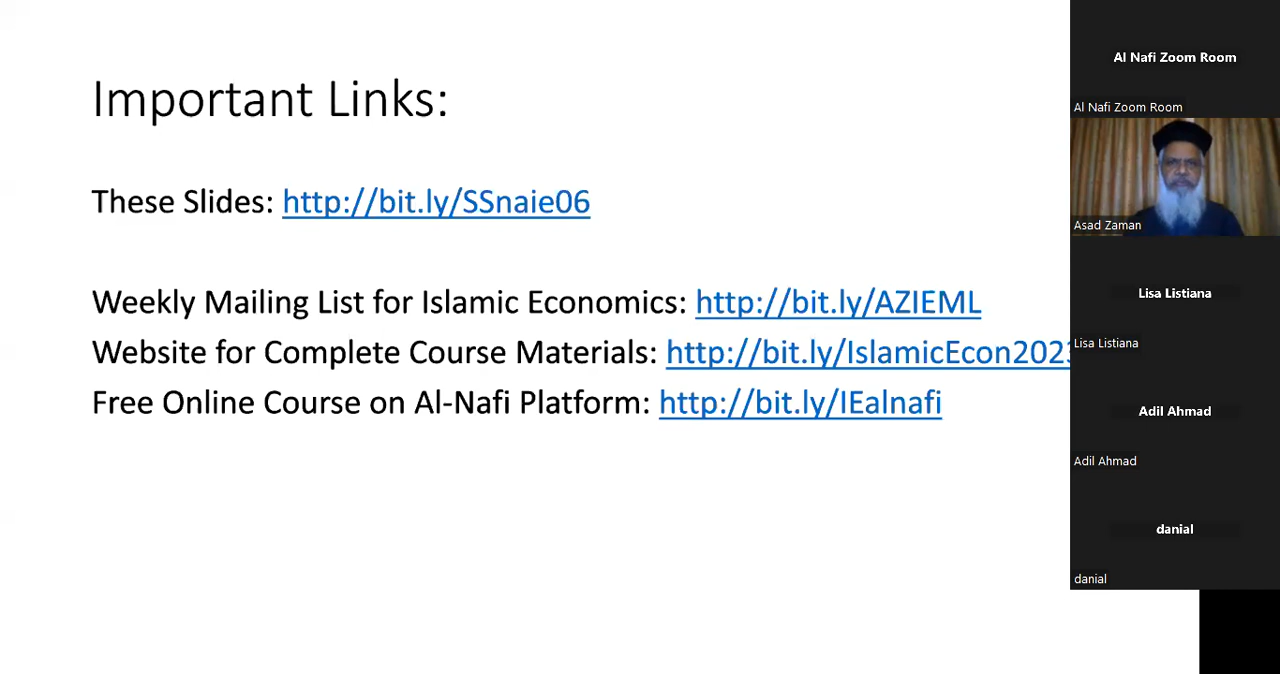 Important Links:
These Slides: http://bit.ly/SSnaie06
Weekly Mailing List for Islamic Economics: http://bit.ly/AZIEML
Website for Complete Course Materials: http://bit.ly/IslamicEcon2023
Free Online Course on Al-Nafi Platform: http://bit.ly/IEalnafi
Al Nafi Zoom Room
Al Nafi Zoom Room
Asad Zaman
Lisa Listiana
Lisa Listiana
Adil Ahmad
Adil Ahmad
danial
danial